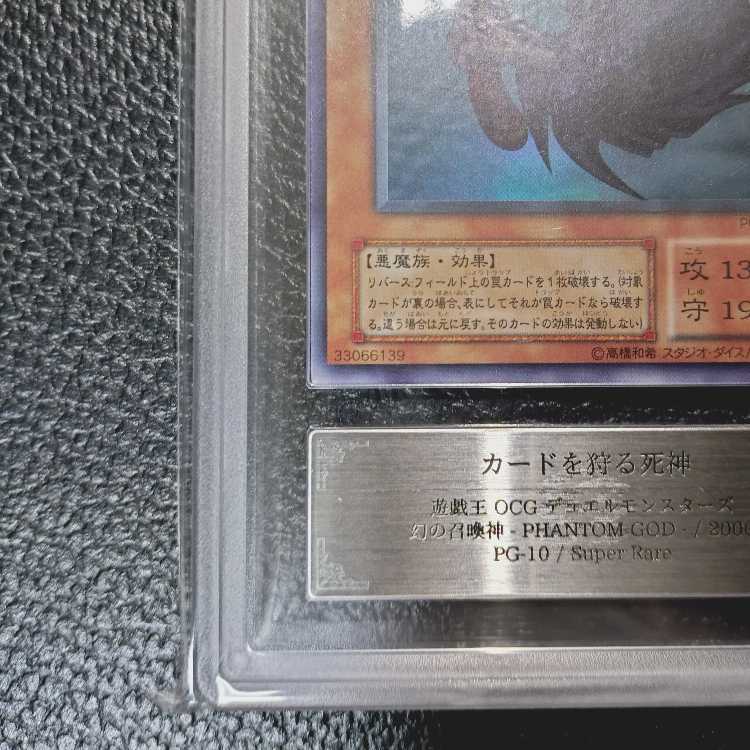 【悪魔族・効果】
リバース:フィールド上の罠カードを1枚破壊する。(対象
カードが裏の場合、表にしてそれが罠カードなら破壊す
る。違う場合は元に戻す。そのカードの効果は発動しない)
攻 13
守 19
33066139
©高橋和希 スタジオ・ダイス/
カードを狩る死神
遊戯王 OCG デュエルモンスターズ
幻の召喚神 - PHANTOM GOD - / 2000
PG-10 / Super Rare